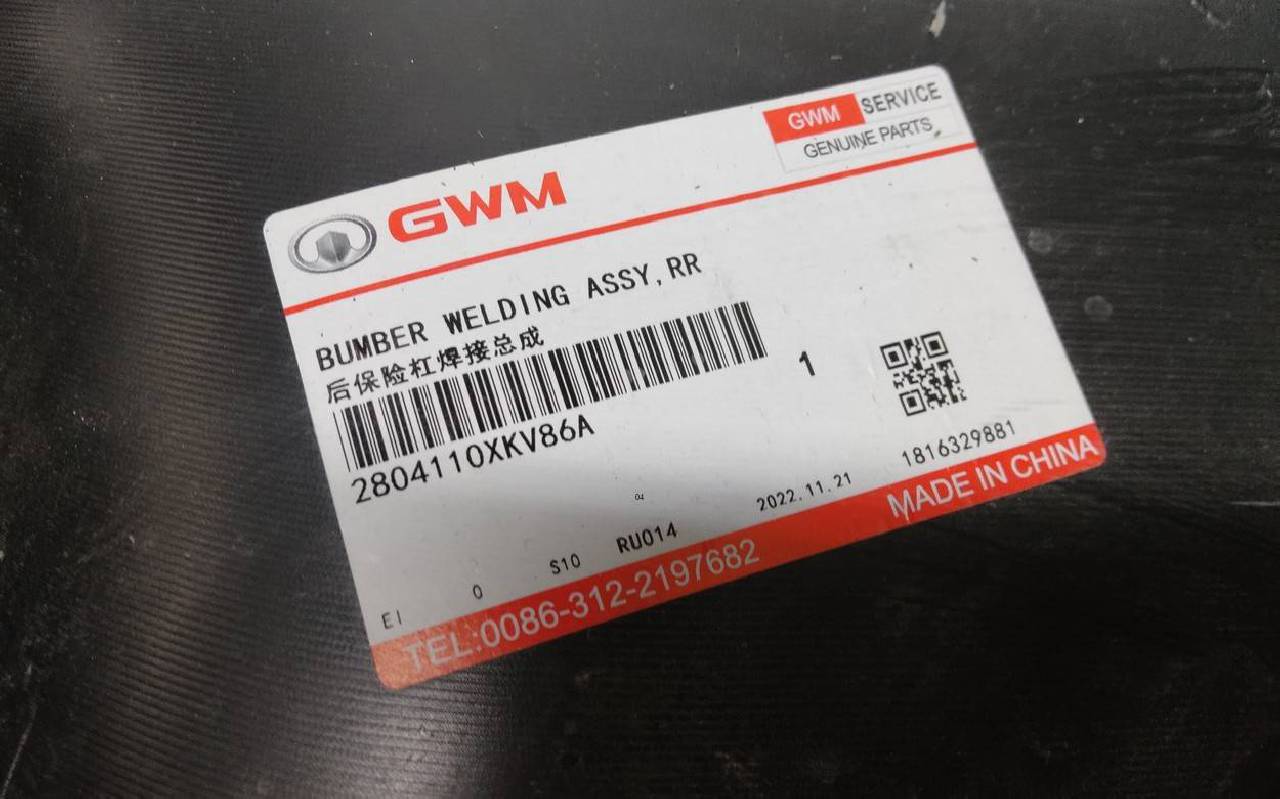 GWM SERVICE
GENUINE PARTS
GWM
BUMBER WELDING ASSY,RR
后保险杠焊接总成
1
2804110XKV86A
1816329881
2022.11.21
EI 0 S10 RU014
MADE IN CHINA
TEL:0086-312-2197682